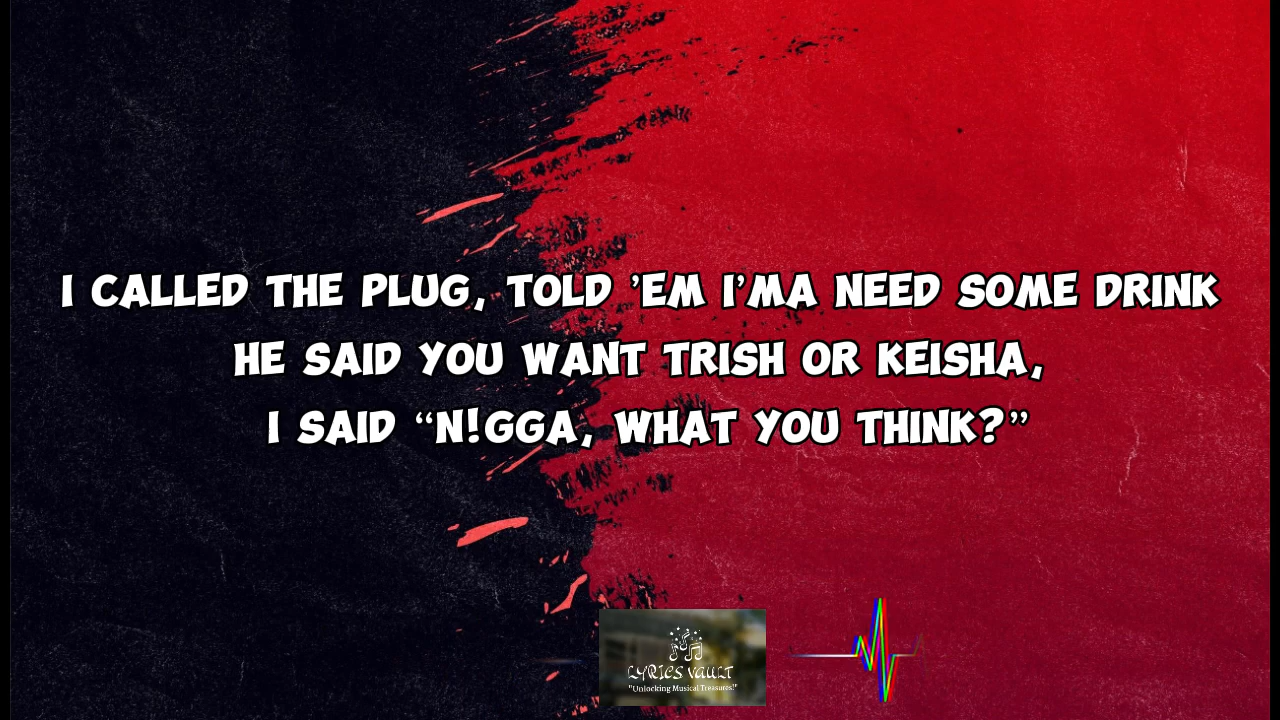 I CALLED THE PLUG, TOLD ’EM I’MA NEED SOME DRINK
HE SAID YOU WANT TRISH OR KEISHA,
I SAID “N!GGA, WHAT YOU THINK?”
LYRICS VAULT
"Unlocking Musical Treasures!"